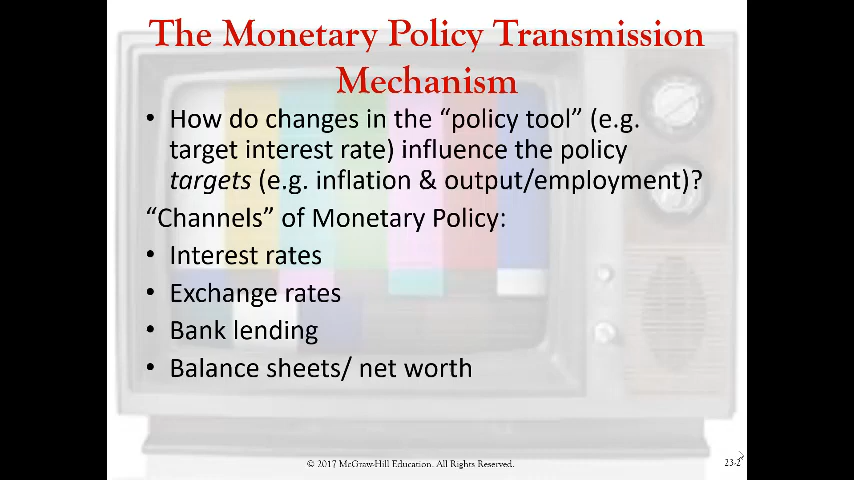 The Monetary Policy Transmission
Mechanism
• How do changes in the “policy tool” (e.g.
target interest rate) influence the policy
targets (e.g. inflation & output/employment)?
“Channels” of Monetary Policy:
• Interest rates
• Exchange rates
• Bank lending
• Balance sheets/ net worth
© 2017 McGraw-Hill Education. All Rights Reserved.
23-2